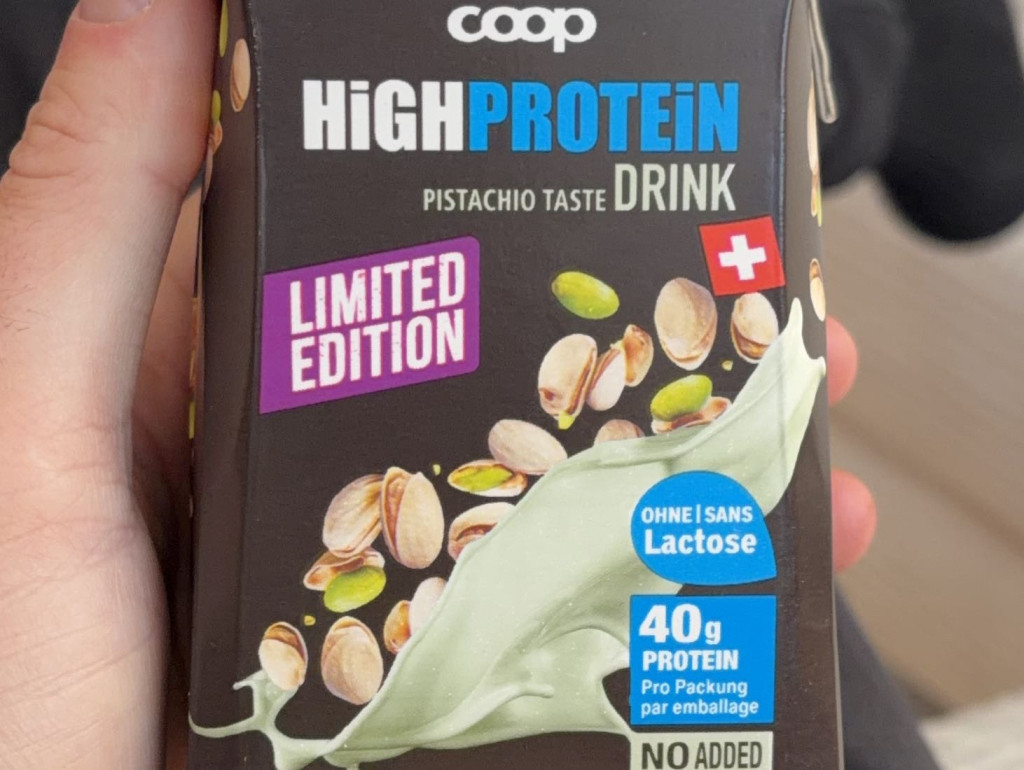 coop
HiGHPROTEiN
PISTACHIO TASTE DRINK
LIMITED
EDITION
OHNE | SANS
Lactose
40g
PROTEIN
Pro Packung
par emballage
NO ADDED